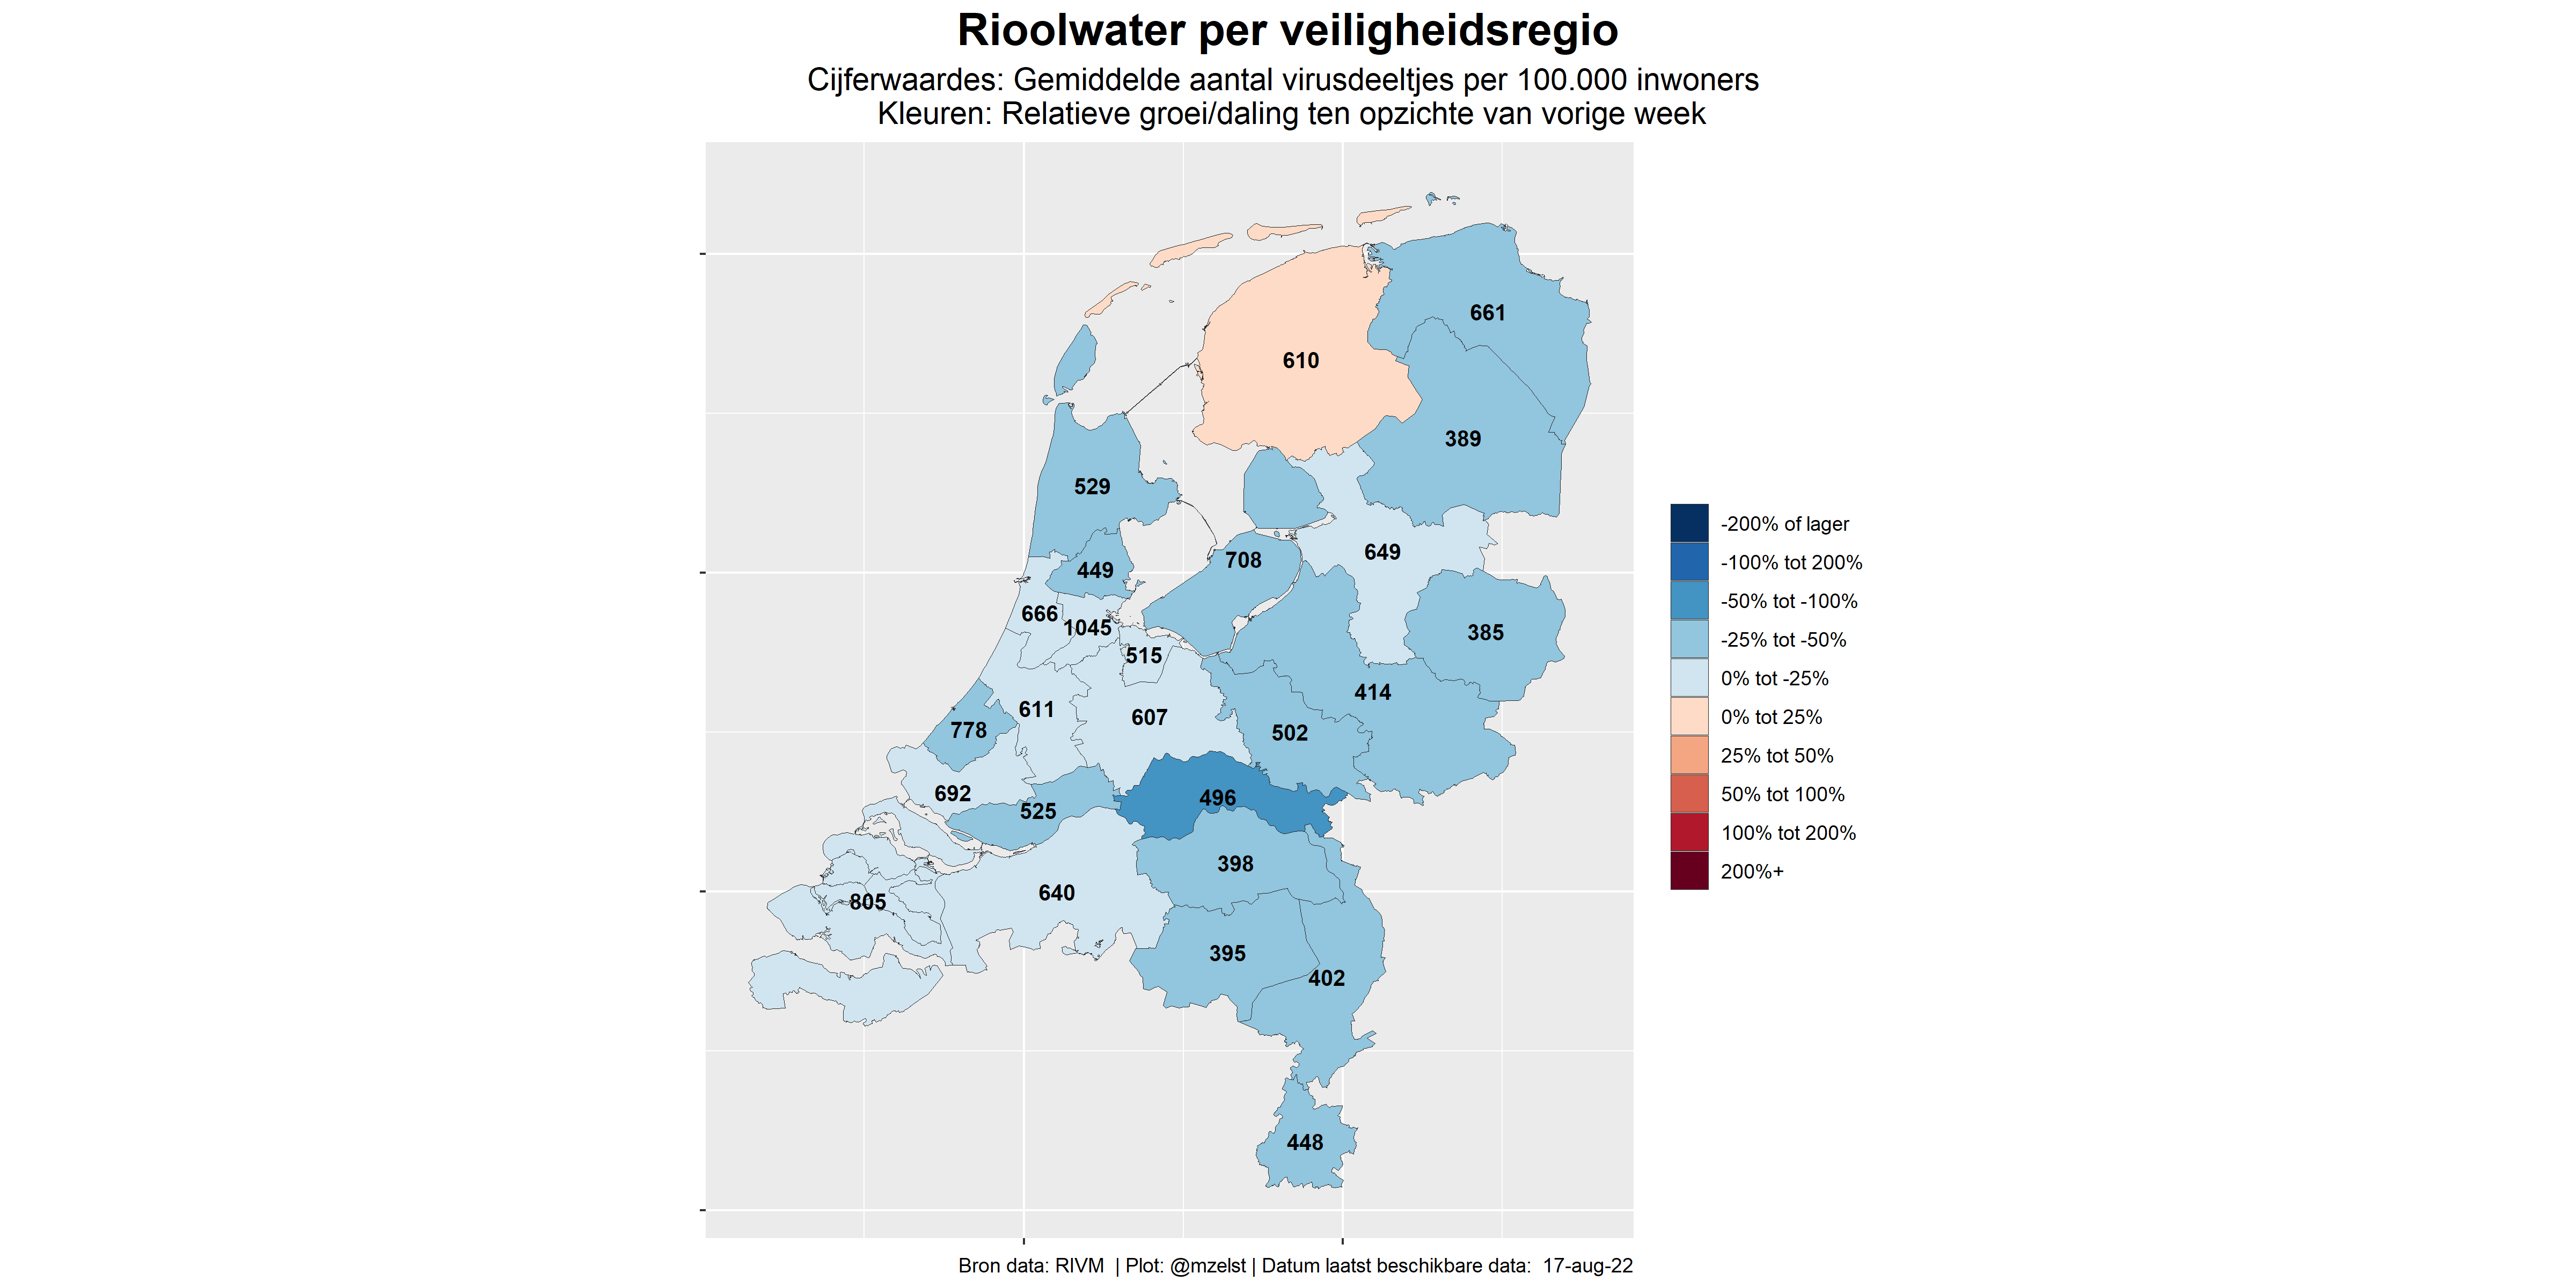 Rioolwater per veiligheidsregio
Cijferwaardes: Gemiddelde aantal virusdeeltjes per 100.000 inwoners
Kleuren: Relatieve groei/daling ten opzichte van vorige week
661
610
389
529
649
708
449
666
1045
385
515
414
611
607
778
502
692
496
525
398
640
805
395
402
448
-200% of lager
-100% tot 200%
-50% tot -100%
-25% tot -50%
0% tot -25%
0% tot 25%
25% tot 50%
50% tot 100%
100% tot 200%
200%+
Bron data: RIVM | Plot: @mzelst | Datum laatst beschikbare data: 17-aug-22